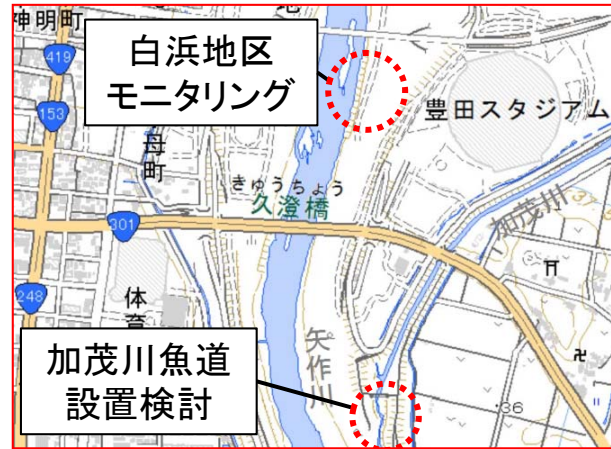 神明町
419
153
白浜地区
モニタリング
豊田スタジアム
母町
きゅうちょう
久澄橋
301
加茂川
248
体
育
矢作川
加茂川魚道
設置検討
36